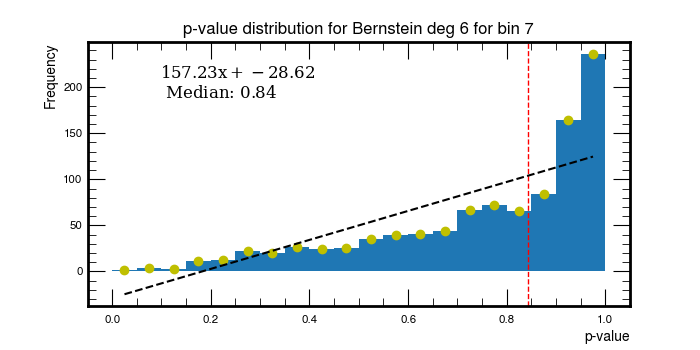 p-value distribution for Bernstein deg 6 for bin 7
Frequency
157.23x + −28.62
Median: 0.84
200
150
100
50
0
0.0 0.2 0.4 0.6 0.8 1.0
p-value